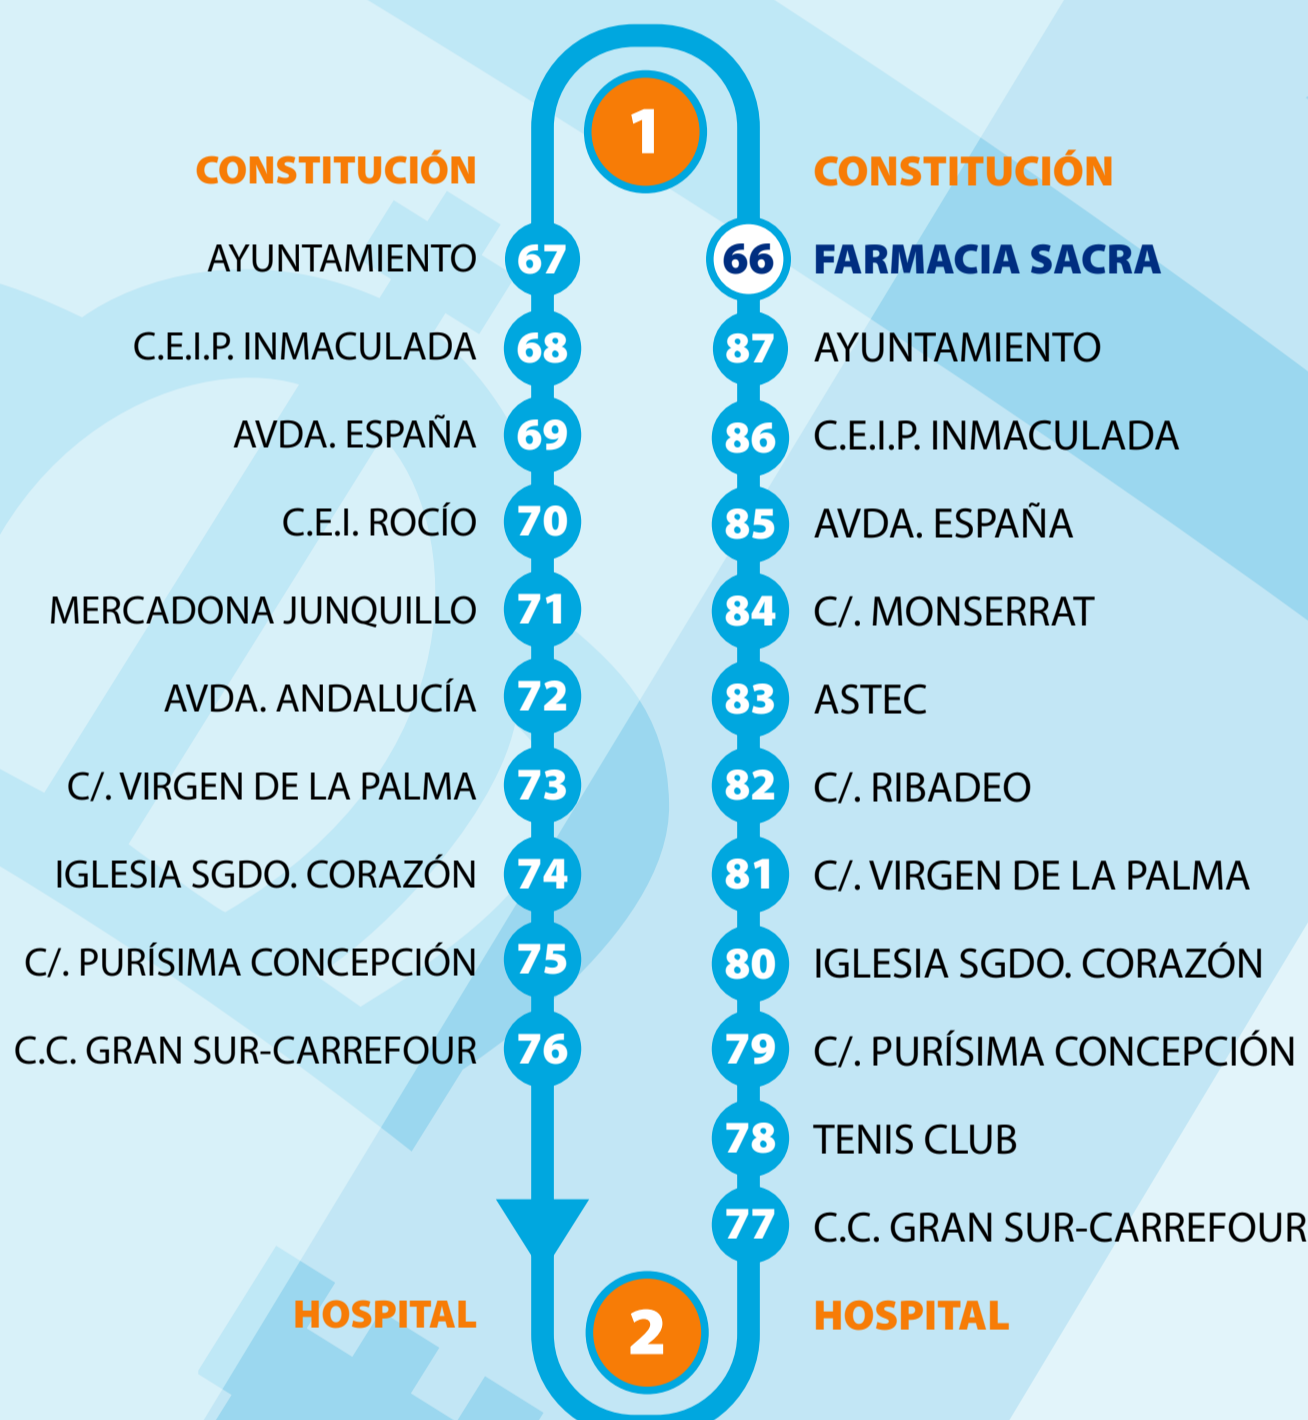 1
CONSTITUCIÓN
CONSTITUCIÓN
AYUNTAMIENTO 67
66 FARMACIA SACRA
C.E.I.P. INMACULADA 68
87 AYUNTAMIENTO
AVDA. ESPAÑA 69
86 C.E.I.P. INMACULADA
C.E.I. ROCÍO 70
85 AVDA. ESPAÑA
MERCADONA JUNQUILLO 71
84 C/. MONSERRAT
AVDA. ANDALUCÍA 72
83 ASTEC
C/. VIRGEN DE LA PALMA 73
82 C/. RIBADEO
IGLESIA SGDO. CORAZÓN 74
81 C/. VIRGEN DE LA PALMA
C/. PURÍSIMA CONCEPCIÓN 75
80 IGLESIA SGDO. CORAZÓN
C.C. GRAN SUR-CARREFOUR 76
79 C/. PURÍSIMA CONCEPCIÓN
78 TENIS CLUB
77 C.C. GRAN SUR-CARREFOUR
HOSPITAL
HOSPITAL
2